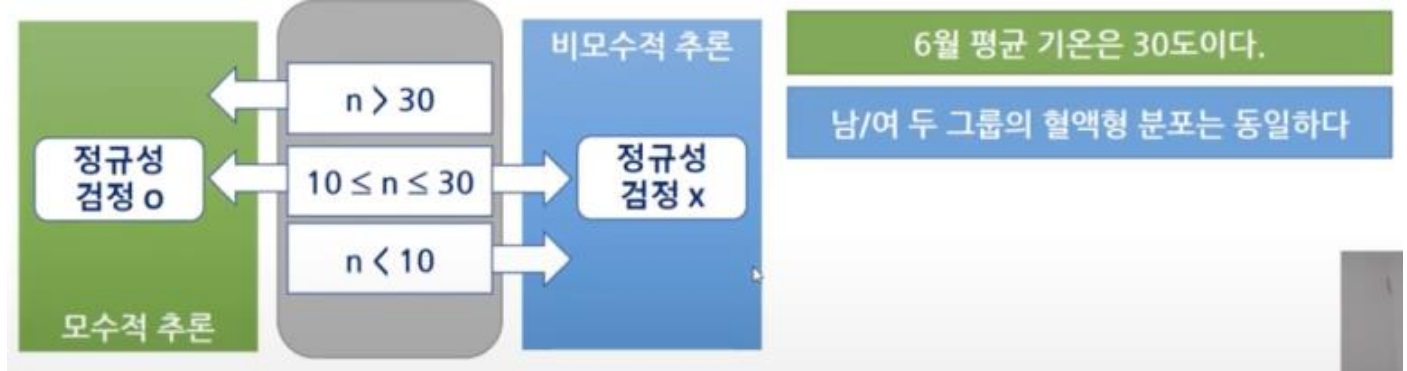 정규성
검정 O
모수적 추론
n > 30
10 ≤ n ≤ 30
n < 10
비모수적 추론
정규성
검정 X
6월 평균 기온은 30도이다.
남/여 두 그룹의 혈액형 분포는 동일하다